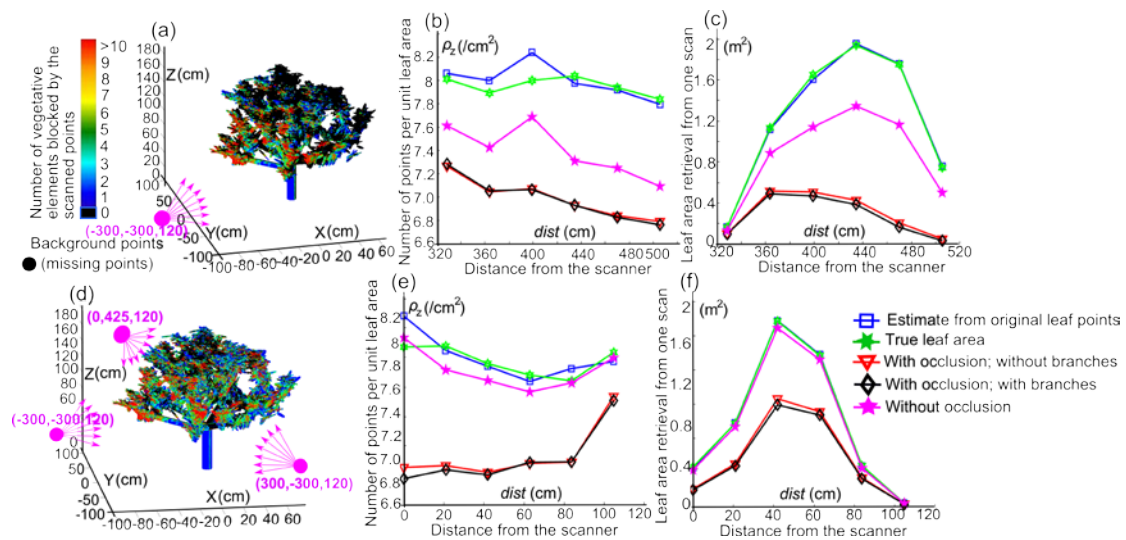 (a)
Number of vegetative
elements blocked by the
scanned points
>10
10
9
8
7
6
5
4
3
2
1
0
Background points
(missing points)
180
160
Z(cm)
140
120
100
80
60
40
20
0
100
50
0
-50
-100
Y(cm)
(-300,-300,120)
X(cm)
-100-80-60-40-20 0 20 40 60
(b)
ρz(/cm²)
Number of points per unit leaf area
8.2
8
7.8
7.6
7.4
7.2
7.0
6.8
6.6
dist (cm)
320 360 400 440 480 500
Distance from the scanner
(c)
(m²)
Leaf area retrieval from one scan
2
1.6
1.2
0.8
0.4
0
dist (cm)
320 360 400 440 480 520
Distance from the scanner
(d)
(0,425,120)
180
160
140
120
100
Z(cm)
80
60
40
20
0
(-300,-300,120)
100
50
0
-50
-100
Y(cm)
X(cm)
-100-80-60-40-20 0 20 40 60
(300,-300,120)
(e)
ρz(/cm²)
Number of points per unit leaf area
8.2
8
7.8
7.6
7.4
7.2
7.0
6.8
6.6
dist (cm)
0 20 40 60 80 100 120
Distance from the scanner
(f)
(m²)
Leaf area retrieval from one scan
2
1.6
1.2
0.8
0.4
0
dist (cm)
0 20 40 60 80 100 120
Distance from the scanner
Estimate from original leaf points
True leaf area
With occlusion; without branches
With occlusion; with branches
Without occlusion